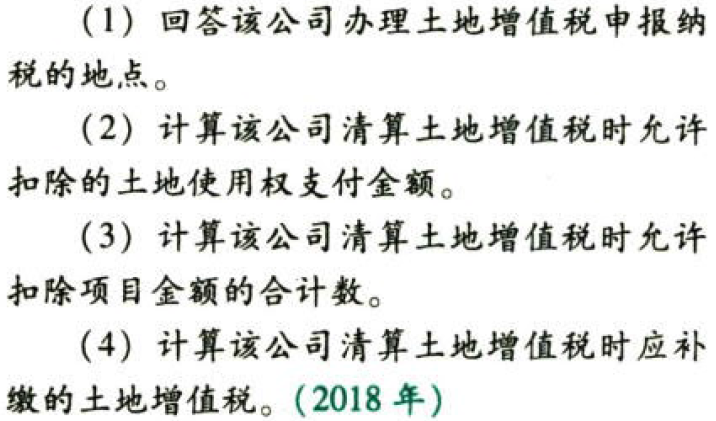 (1) 回答该公司办理土地增值税申报纳
税的地点。
(2) 计算该公司清算土地增值税时允许
扣除的土地使用权支付金额。
(3) 计算该公司清算土地增值税时允许
扣除项目金额的合计数。
(4) 计算该公司清算土地增值税时应补
缴的土地增值税。(2018 年)